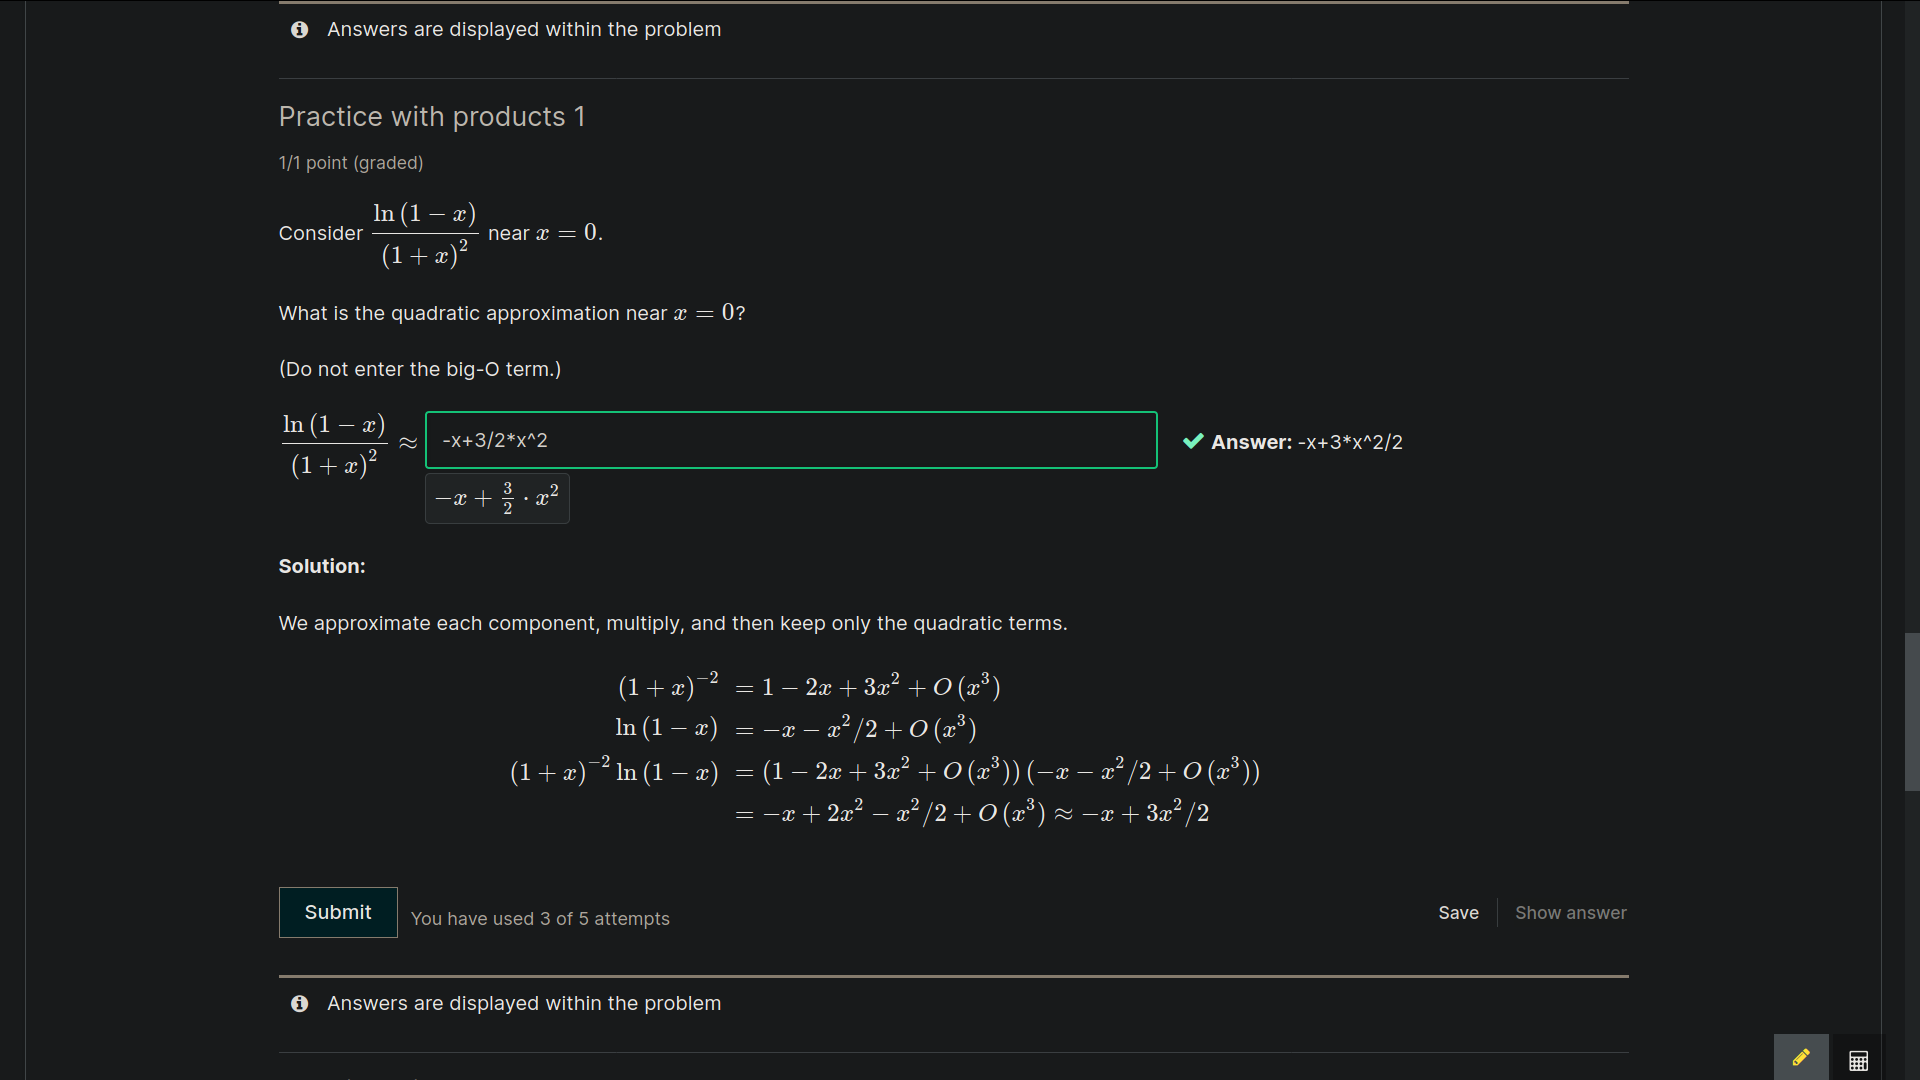 Answers are displayed within the problem
Practice with products 1
1/1 point (graded)
Consider \frac{\ln(1-x)}{(1+x)^2} near x = 0.
What is the quadratic approximation near x = 0?
(Do not enter the big-O term.)
\frac{\ln(1-x)}{(1+x)^2} ≈ -x+3/2*x^2 Answer: -x+3*x^2/2
-x + \frac{3}{2} · x^2
Solution:
We approximate each component, multiply, and then keep only the quadratic terms.
(1+x)^{-2} = 1 − 2x + 3x^2 + O(x^3)
ln(1 − x) = −x − x^2/2 + O(x^3)
(1+x)^{-2} ln(1 − x) = (1 − 2x + 3x^2 + O(x^3))(−x − x^2/2 + O(x^3))
= −x + 2x^2 − x^2/2 + O(x^3) ≈ −x + 3x^2/2
Submit You have used 3 of 5 attempts Save Show answer
Answers are displayed within the problem